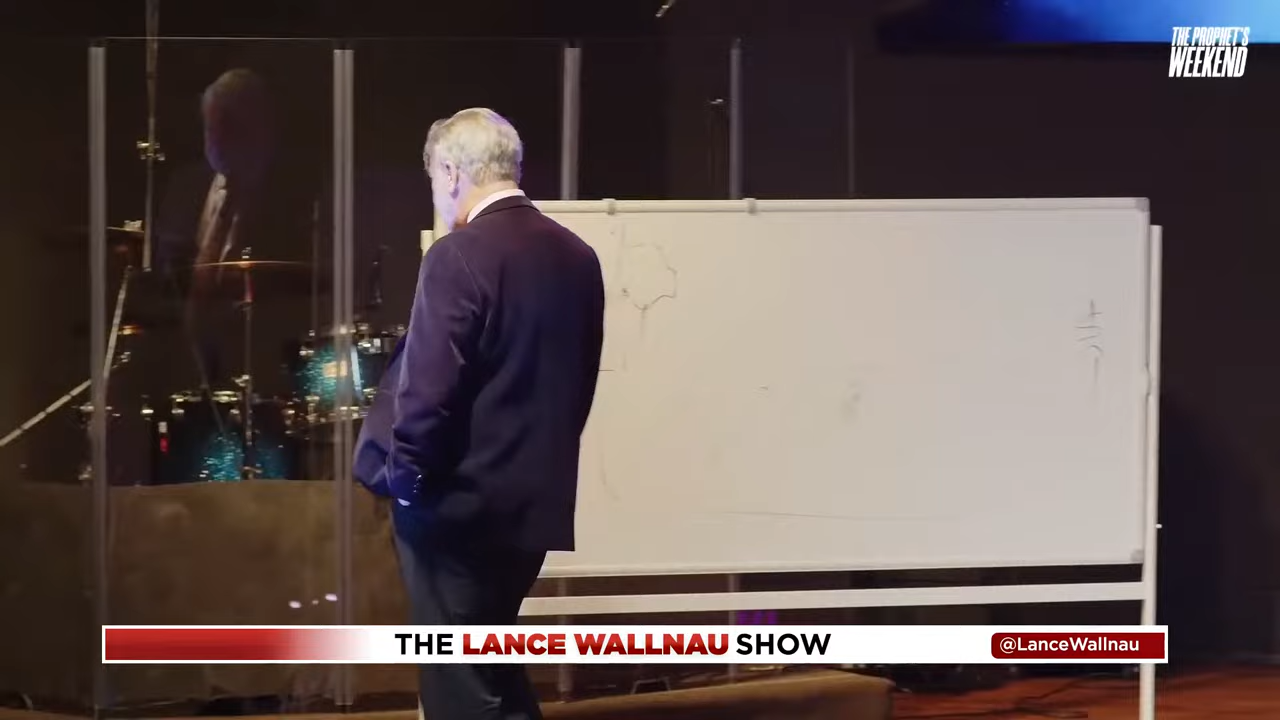 THE PROPHET'S
WEEKEND
THE LANCE WALLNAU SHOW
@LanceWallnau